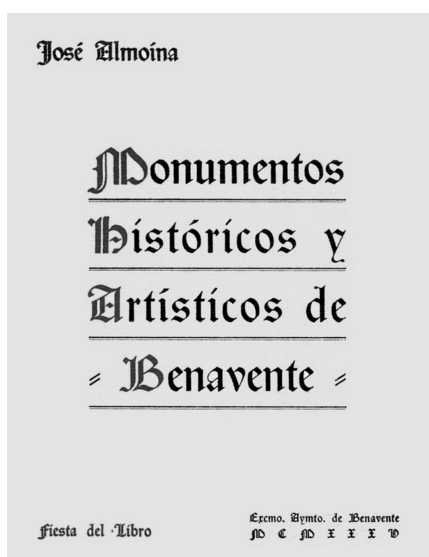 José Almoina
Monumentos
Históricos y
Artísticos de
= Benavente =
Fiesta del Libro
Excmo. Aymto. de Benavente
M C M X X X V